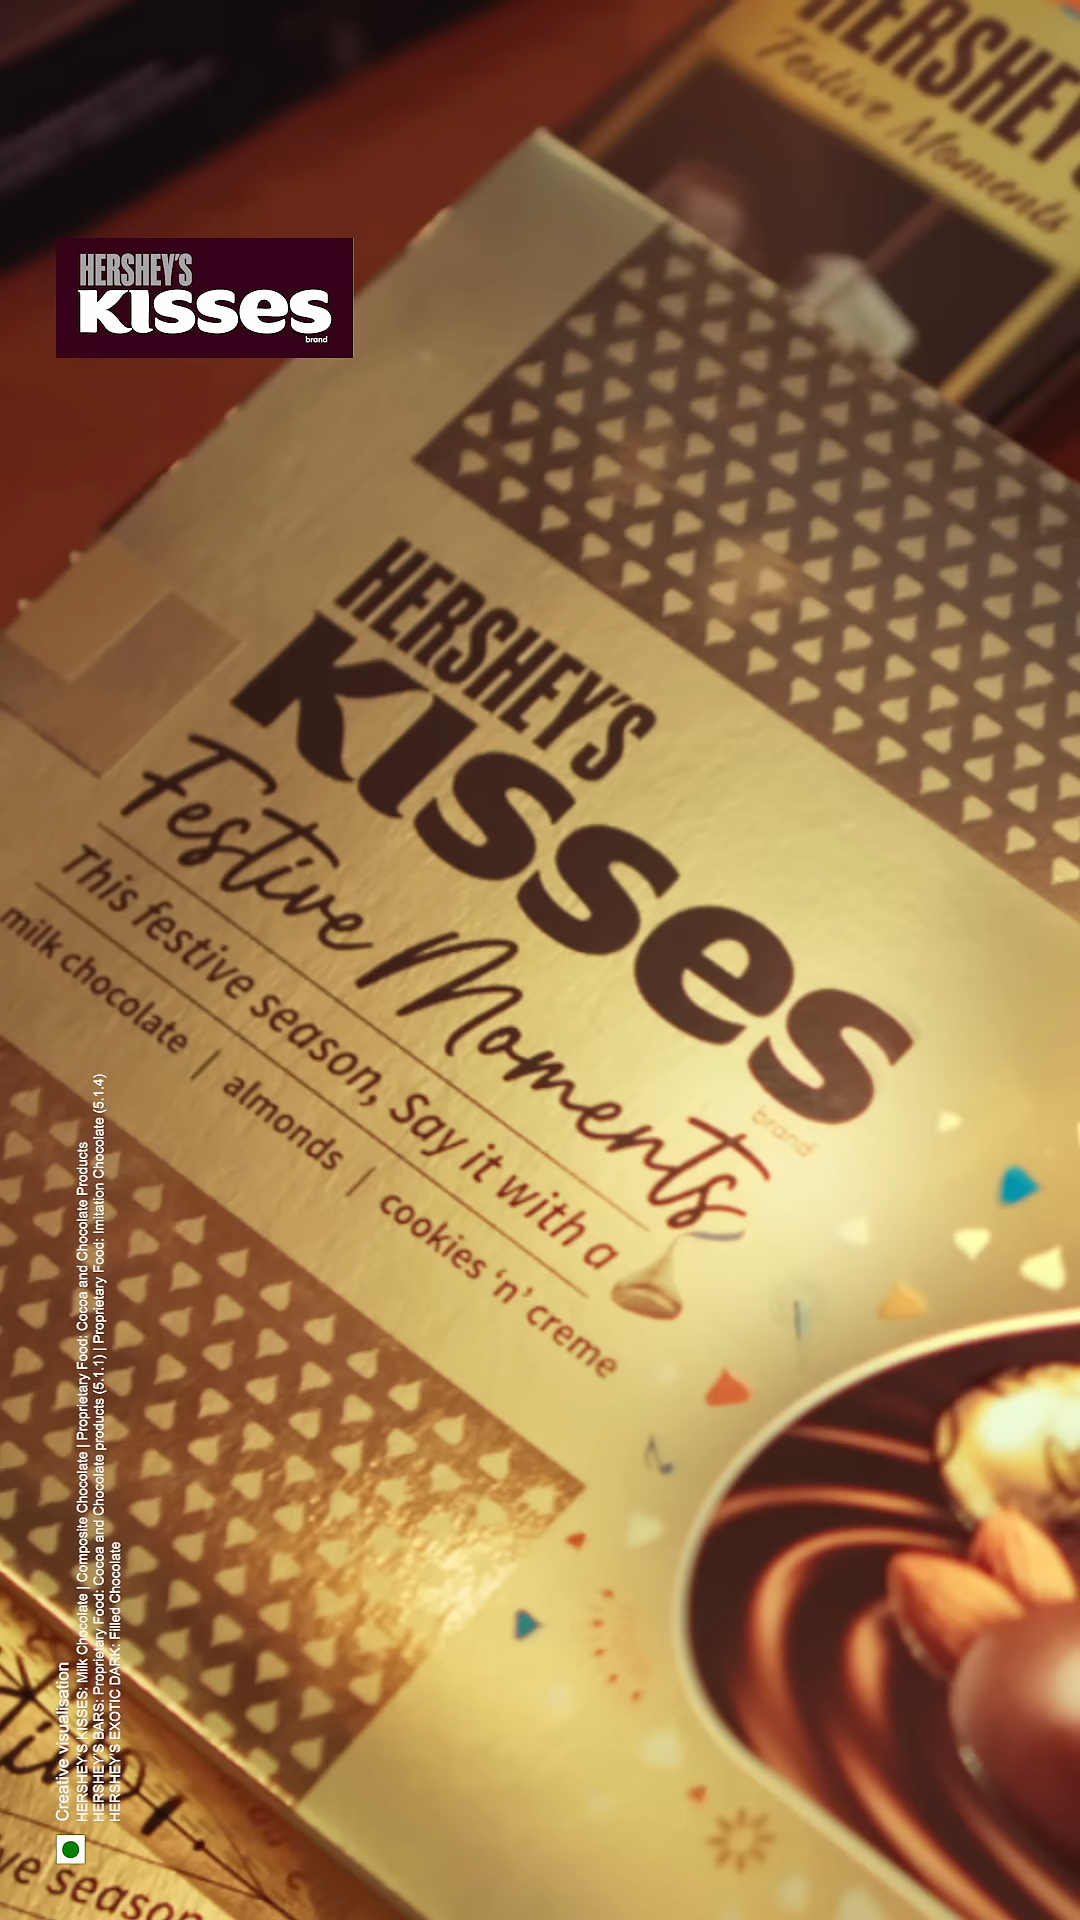 HERSHEY'S
Festive Moments
HERSHEY'S
KISSES
brand
HERSHEY'S
KISSES
brand
Festive Moments
This festive season, Say it with a
milk chocolate | almonds | cookies 'n' creme
Creative visualisation
HERSHEY'S KISSES: Milk Chocolate | Composite Chocolate | Proprietary Food: Cocoa and Chocolate Products
HERSHEY'S BARS: Proprietary Food: Cocoa and Chocolate products (5.1.1) | Proprietary Food: Imitation Chocolate (5.1.4)
HERSHEY'S EXOTIC DARK: Filled Chocolate
ve season